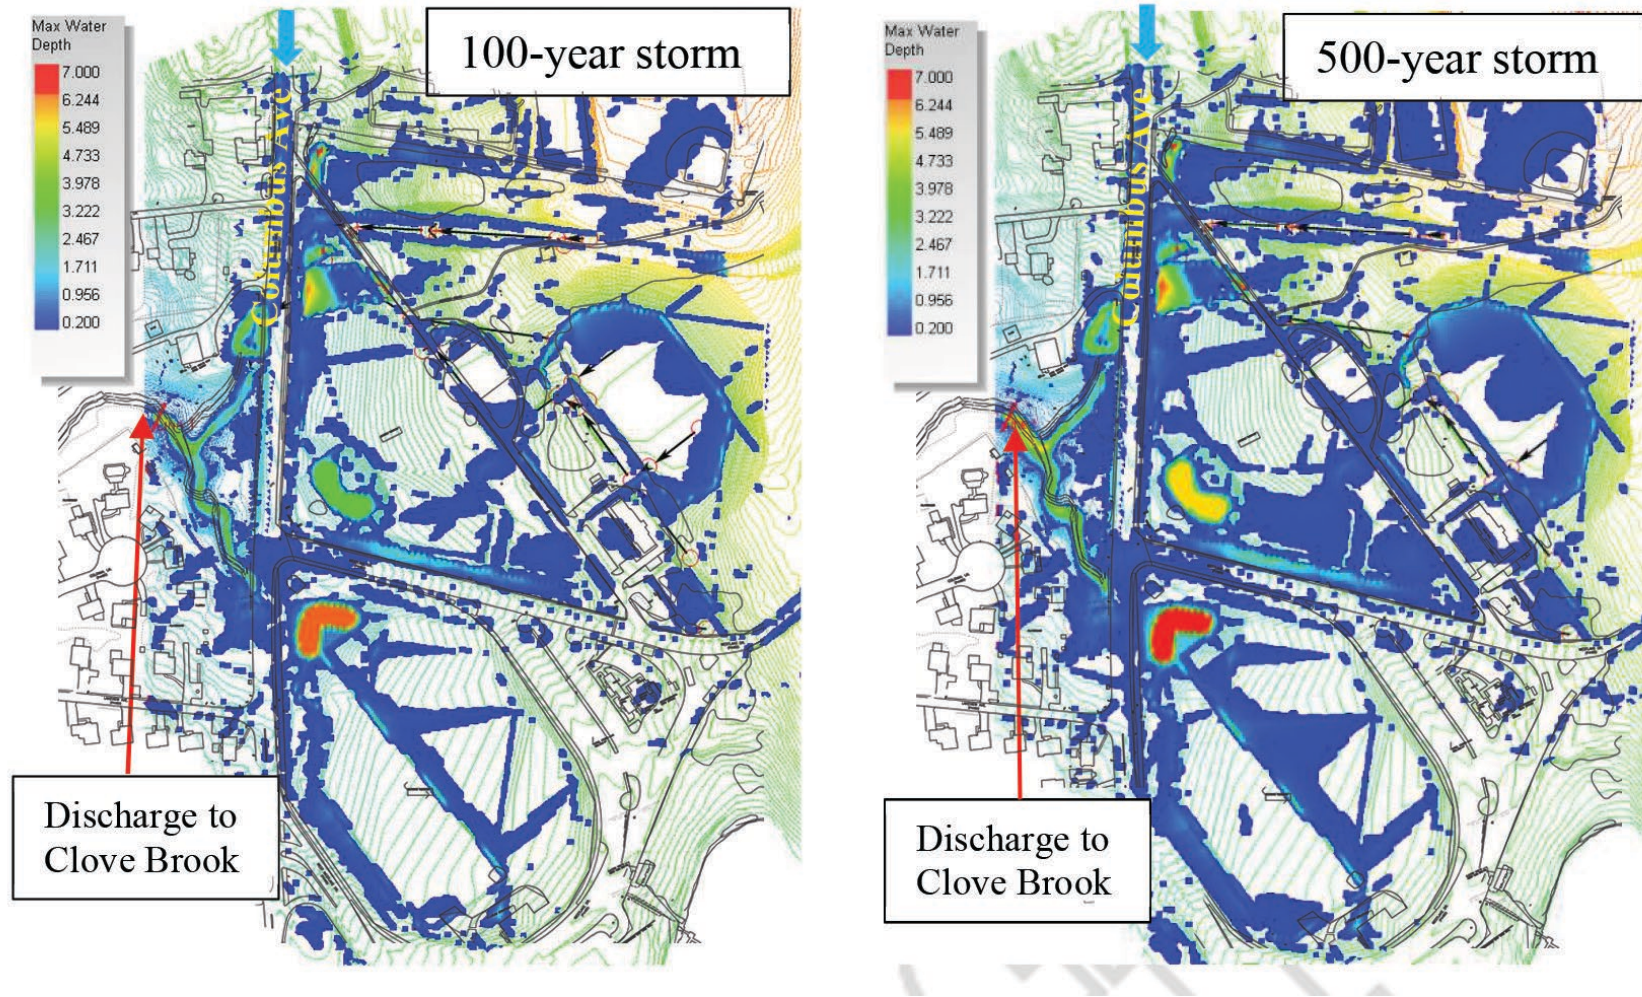 Max Water
Depth
7.000
6.244
5.489
4.733
3.978
3.222
2.467
1.711
0.956
0.200
100-year storm
Columbus Ave
Discharge to
Clove Brook
Max Water
Depth
7.000
6.244
5.489
4.733
3.978
3.222
2.467
1.711
0.956
0.200
500-year storm
Columbus Ave
Discharge to
Clove Brook